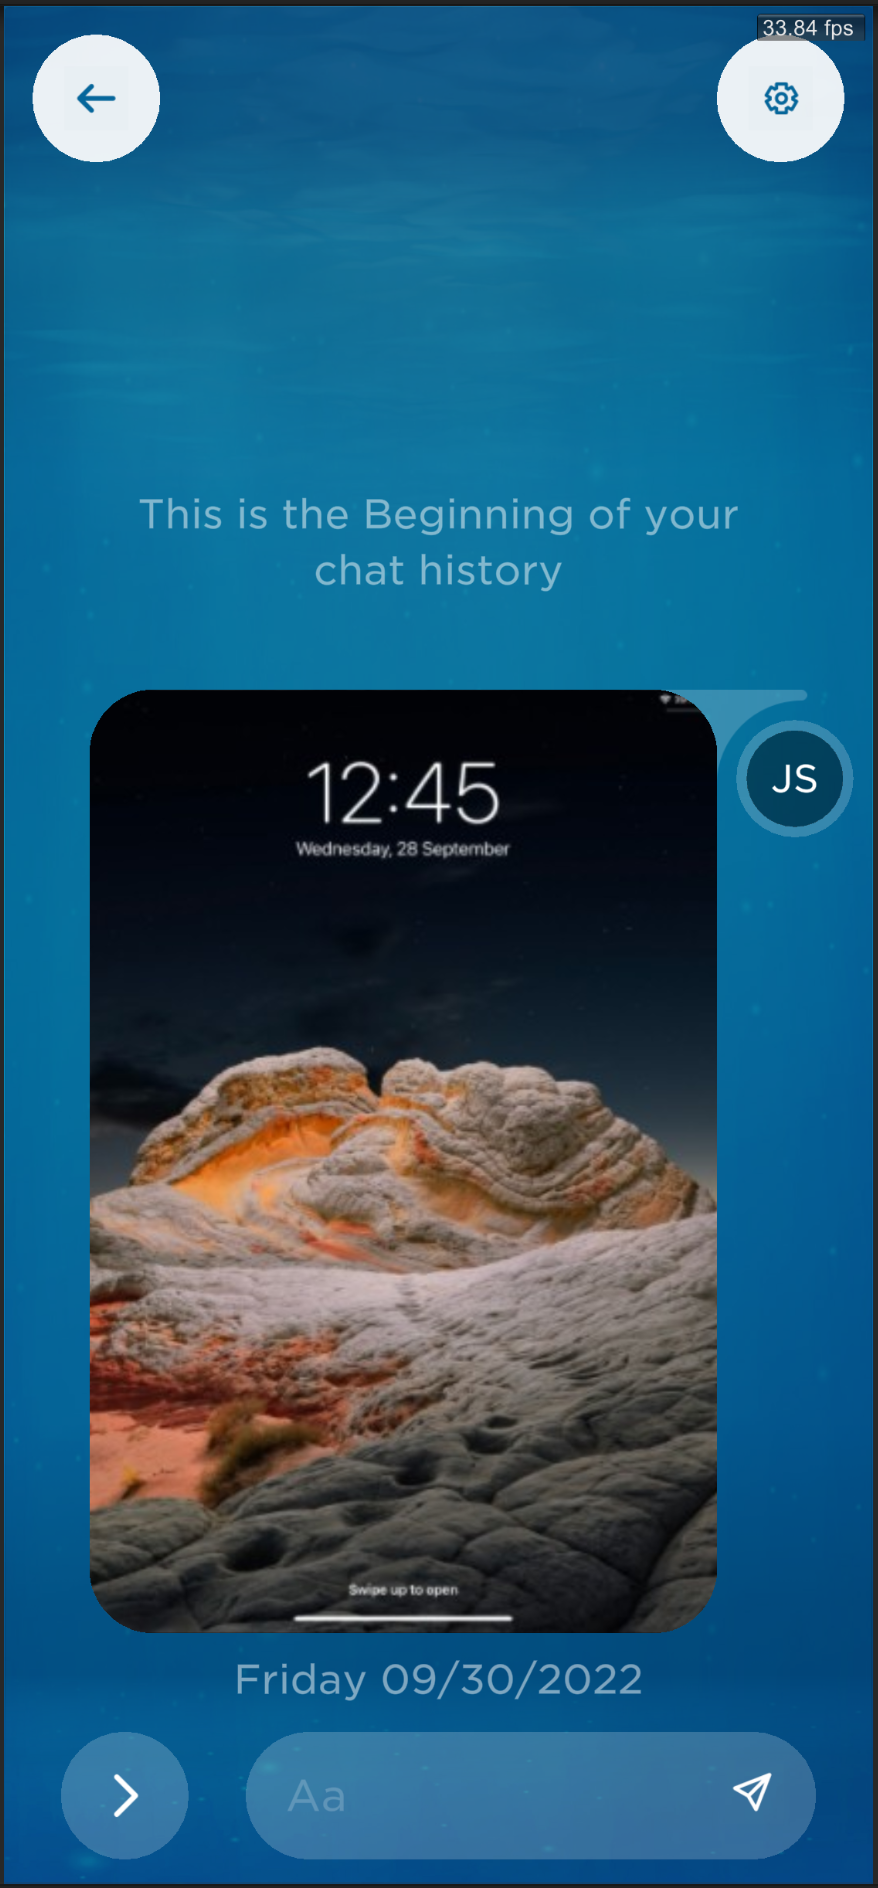 33.84 fps
This is the Beginning of your
chat history
12:45
Wednesday, 28 September
JS
Swipe up to open
Friday 09/30/2022
Aa